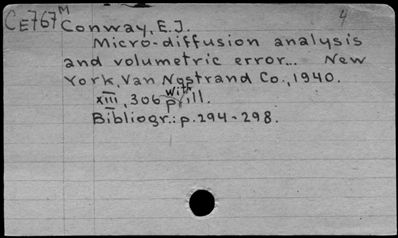 CE767M Conway, E.J. 4
Micro-diffusion analysis
and volumetric error... New
York, Van Nostrand Co., 1940.
xiii, 306 p. with ill.
Bibliogr.: p. 294-298.